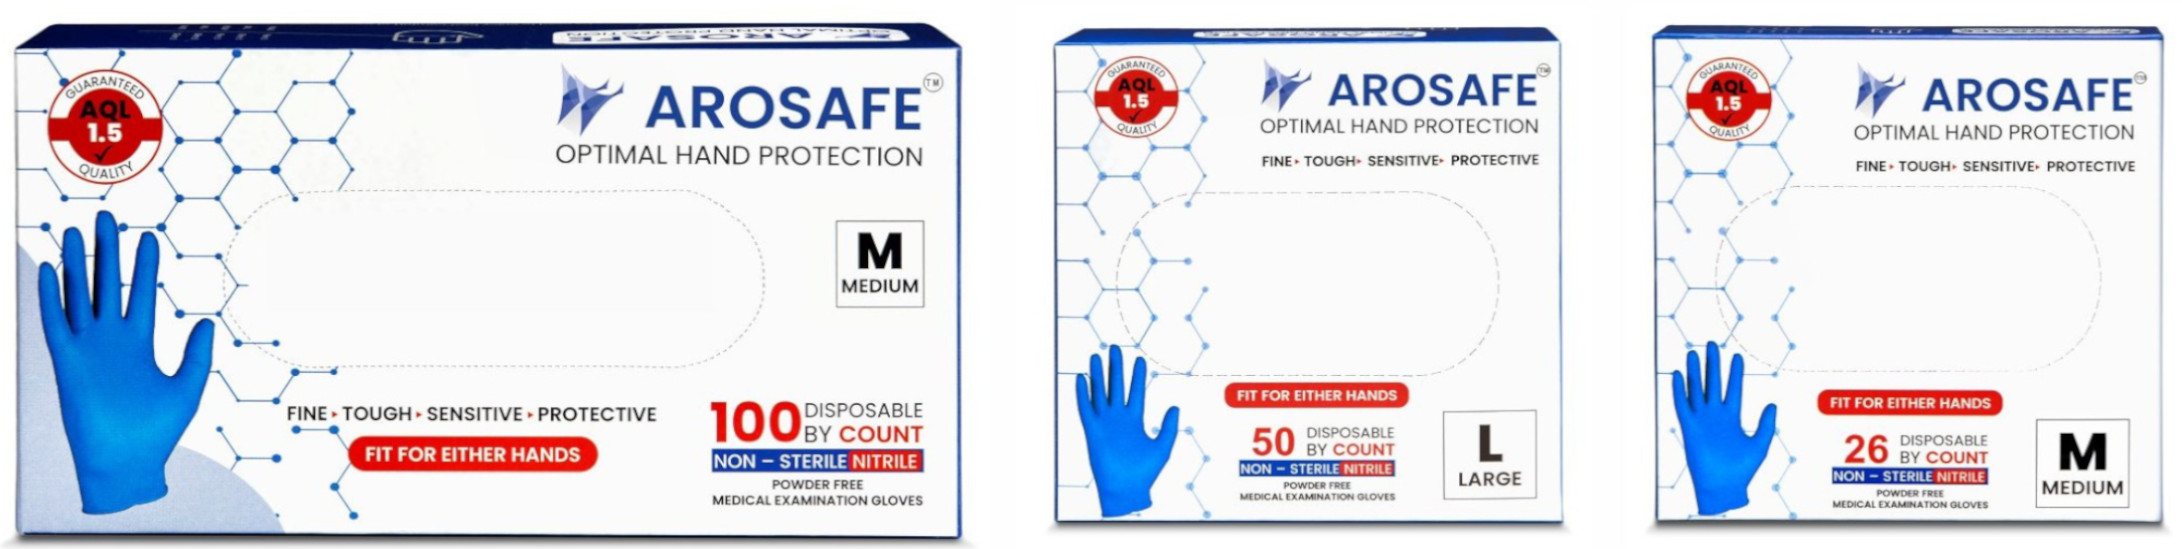 AROSAFE
GUARANTEED
AQL
1.5
QUALITY
AROSAFE™
OPTIMAL HAND PROTECTION
M
MEDIUM
FINE ▸ TOUGH ▸ SENSITIVE ▸ PROTECTIVE
FIT FOR EITHER HANDS
100 DISPOSABLE
BY COUNT
NON – STERILE NITRILE
POWDER FREE
MEDICAL EXAMINATION GLOVES
AROSAFE
GUARANTEED
AQL
1.5
QUALITY
AROSAFE™
OPTIMAL HAND PROTECTION
FINE ▸ TOUGH ▸ SENSITIVE ▸ PROTECTIVE
FIT FOR EITHER HANDS
50 DISPOSABLE
BY COUNT
NON – STERILE NITRILE
POWDER FREE
MEDICAL EXAMINATION GLOVES
L
LARGE
GUARANTEED
AQL
1.5
QUALITY
AROSAFE™
OPTIMAL HAND PROTECTION
FINE ▸ TOUGH ▸ SENSITIVE ▸ PROTECTIVE
FIT FOR EITHER HANDS
26 DISPOSABLE
BY COUNT
NON – STERILE NITRILE
POWDER FREE
MEDICAL EXAMINATION GLOVES
M
MEDIUM